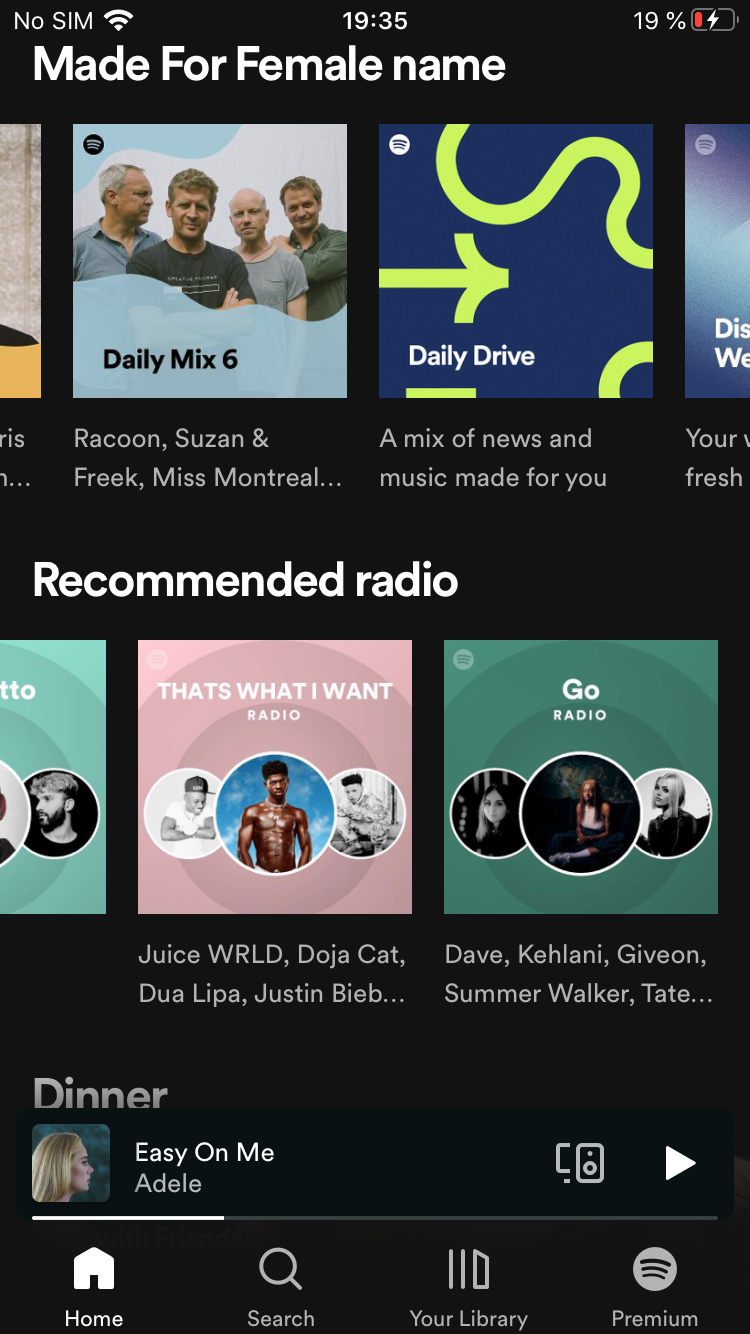 No SIM 19:35 19 %
Made For Female name
Daily Mix 6
Daily Drive
Dis
We
ris
Racoon, Suzan &
Freek, Miss Montreal...
A mix of news and
music made for you
Your
fresh
Recommended radio
tto
THATS WHAT I WANT
RADIO
Go
RADIO
Juice WRLD, Doja Cat,
Dua Lipa, Justin Bieb...
Dave, Kehlani, Giveon,
Summer Walker, Tate...
Dinner
Easy On Me
Adele
with Friends
Home
Search
Your Library
Premium